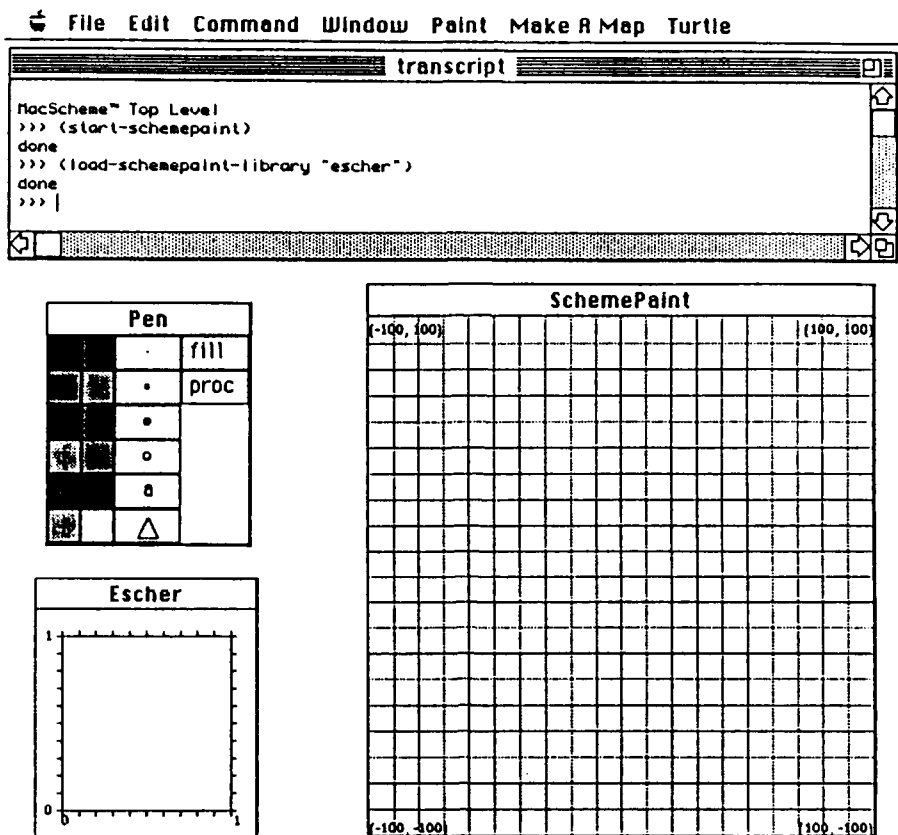 File Edit Command Window Paint Make A Map Turtle
transcript
MacScheme™ Top Level
>>> (start-schemepaint)
done
>>> (load-schemepaint-library "escher")
done
>>>
Pen
fill
proc
a
SchemePaint
(-100, 100) (100, 100)
(-100, -100) (100, -100)
Escher
1
0
0 1